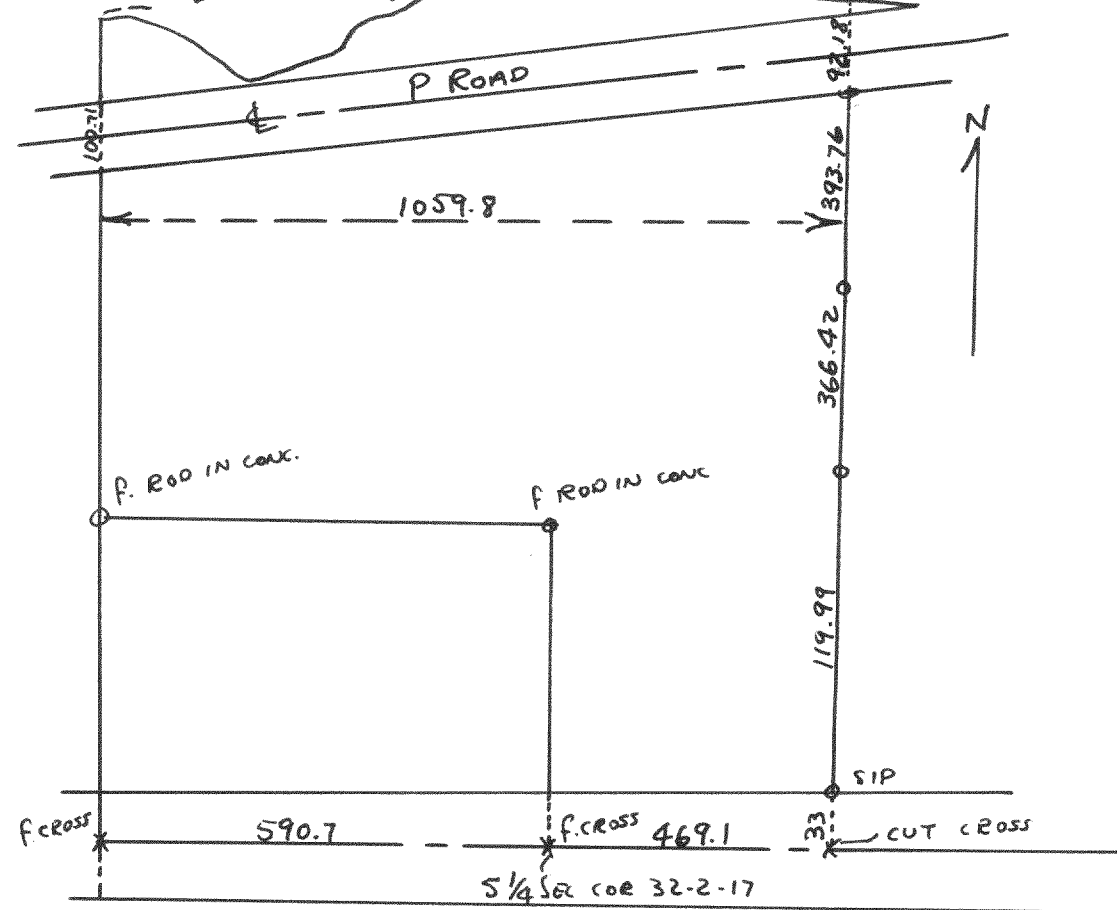 92.18
P ROAD
℄
100.71
N
393.76
1059.8
366.42
f. ROD IN CONC.
f ROD IN CONC
119.99
SIP
f. CROSS
590.7
f. CROSS
469.1
33
CUT CROSS
S 1/4 SEC COR 32-2-17